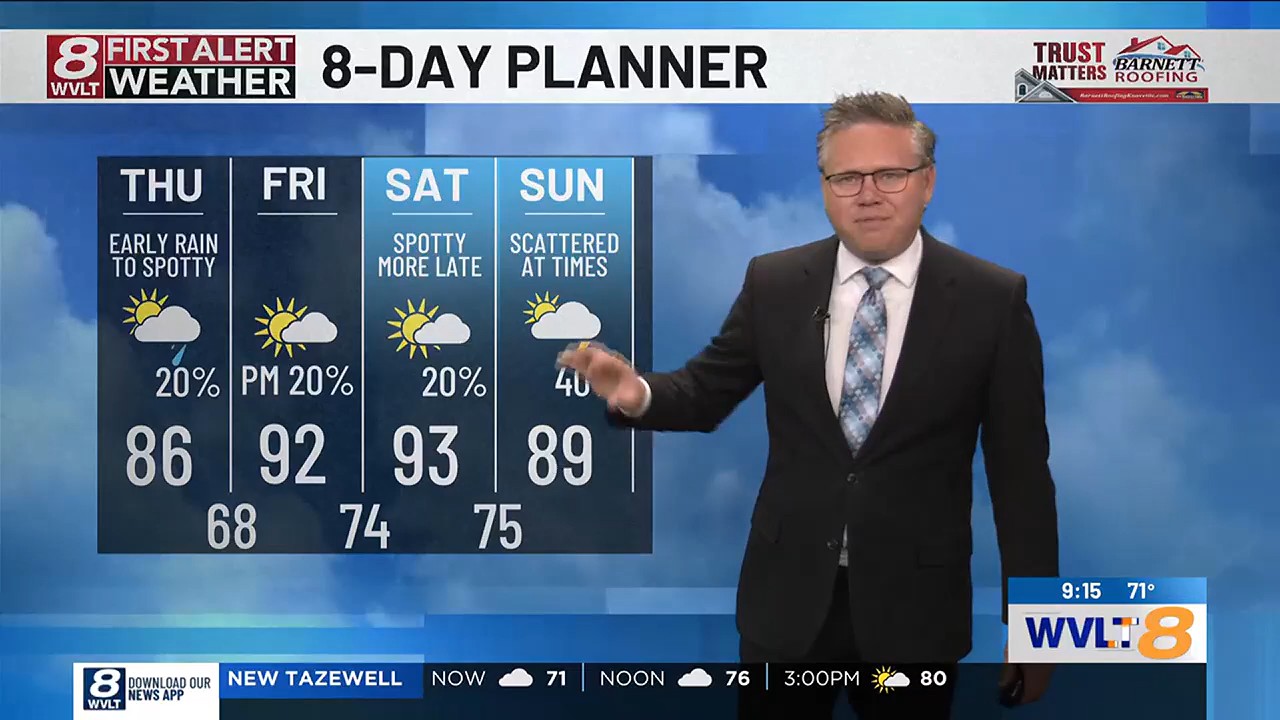 8 FIRST ALERT
WVLT WEATHER
8-DAY PLANNER
TRUST
MATTERS
BARNETT
ROOFING
THU
FRI
SAT
SUN
EARLY RAIN
TO SPOTTY
SPOTTY
MORE LATE
SCATTERED
AT TIMES
20%
PM 20%
20%
40
86
92
93
89
68
74
75
9:15 71°
WVLT 8
8
WVLT
DOWNLOAD OUR
NEWS APP
NEW TAZEWELL
NOW 71
NOON 76
3:00PM 80